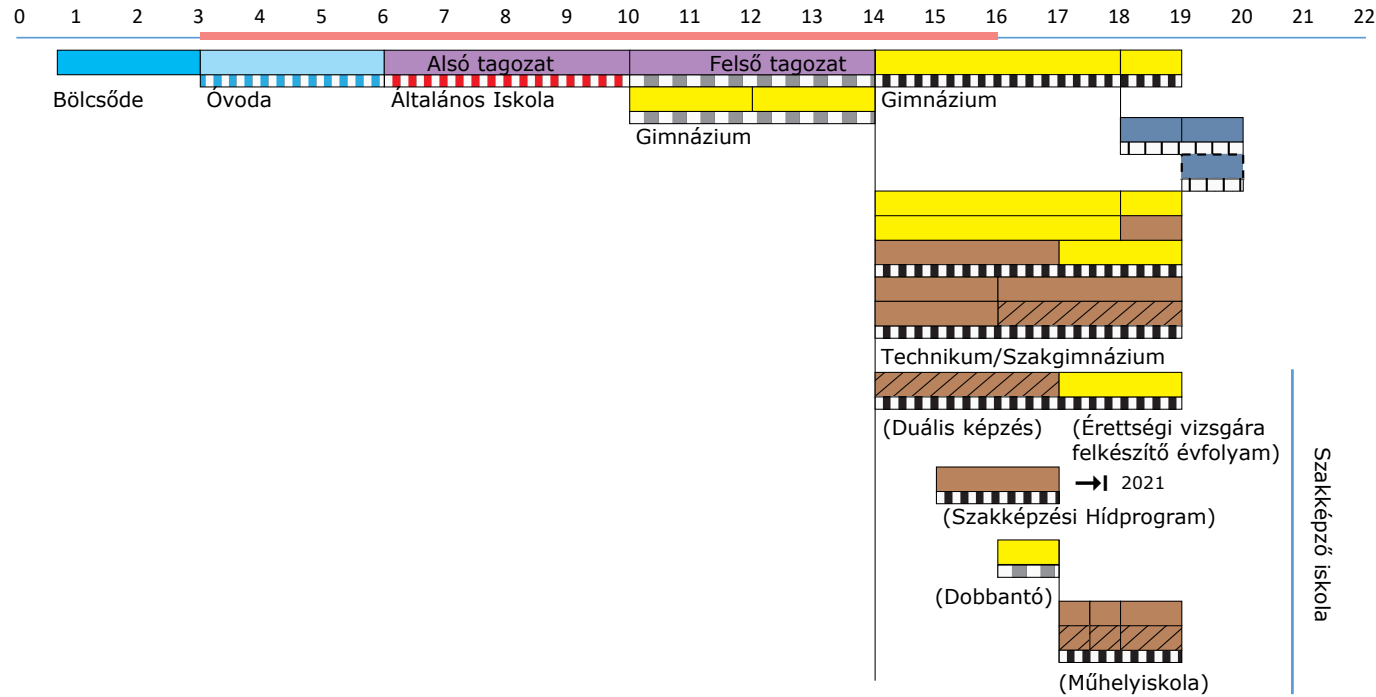 0 1 2 3 4 5 6 7 8 9 10 11 12 13 14 15 16 17 18 19 20 21 22
Alsó tagozat Felső tagozat
Bölcsőde Óvoda Általános Iskola Gimnázium
Gimnázium
Technikum/Szakgimnázium
(Duális képzés) (Érettségi vizsgára
felkészítő évfolyam)
2021
(Szakképzési Hídprogram)
(Dobbantó)
(Műhelyiskola)
Szakképző iskola